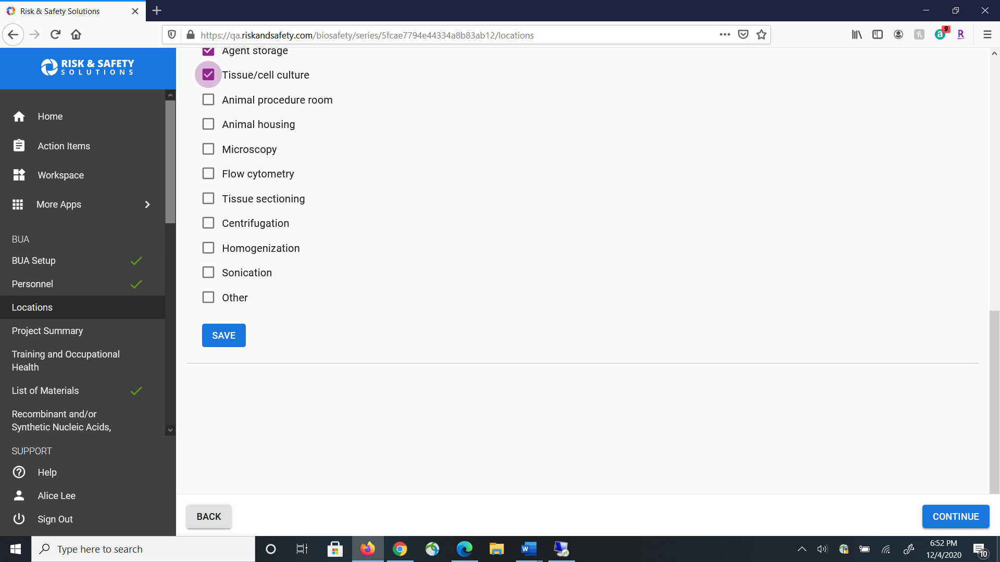 Risk & Safety Solutions
https://qa.riskandsafety.com/biosafety/series/5fcae7794e44334a8b83ab12/locations
9
RISK & SAFETY
SOLUTIONS
Home
Action Items
Workspace
More Apps
BUA
BUA Setup
Personnel
Locations
Project Summary
Training and Occupational
Health
List of Materials
Recombinant and/or
Synthetic Nucleic Acids,
SUPPORT
Help
Alice Lee
Sign Out
Agent storage
Tissue/cell culture
Animal procedure room
Animal housing
Microscopy
Flow cytometry
Tissue sectioning
Centrifugation
Homogenization
Sonication
Other
SAVE
BACK
CONTINUE
Type here to search
6:52 PM
12/4/2020
10